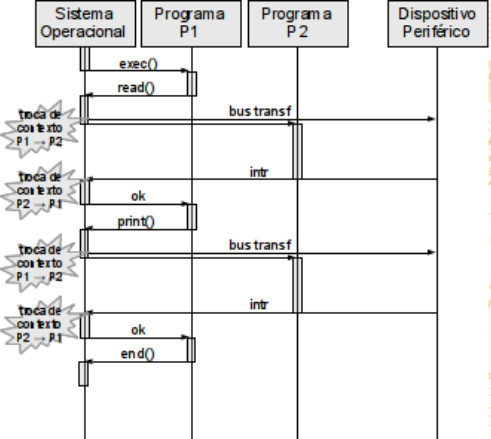 Sistema
Operacional
Programa
P1
Programa
P2
Dispositivo
Periférico
exec()
read()
bus transf
troca de
contexto
P1 → P2
intr
troca de
contexto
P2 → P1
ok
print()
bus transf
troca de
contexto
P1 → P2
intr
troca de
contexto
P2 → P1
ok
end()